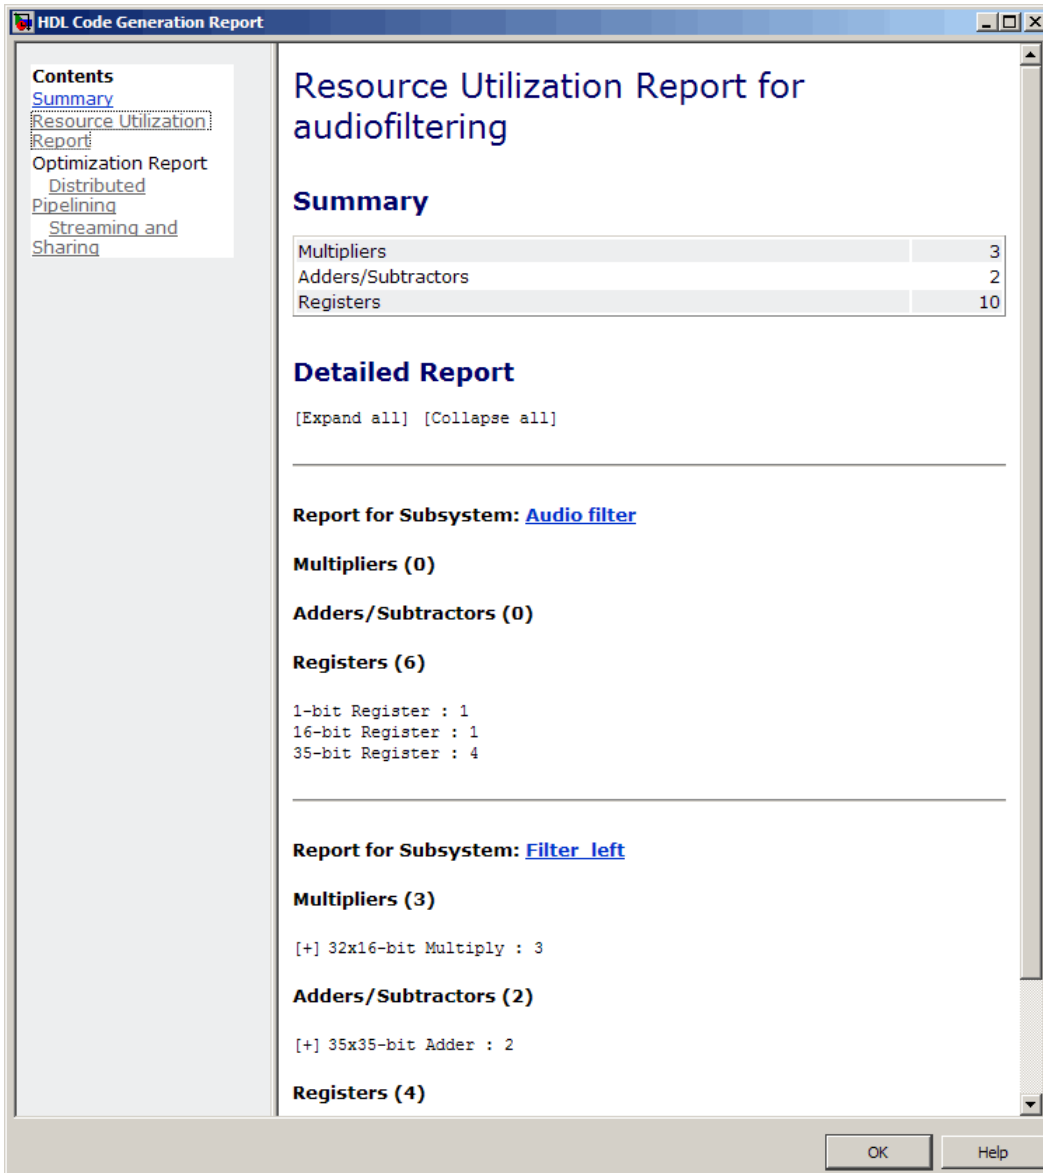 HDL Code Generation Report
Contents
Summary
Resource Utilization
Report
Optimization Report
Distributed
Pipelining
Streaming and
Sharing
Resource Utilization Report for
audiofiltering
Summary
Multipliers 3
Adders/Subtractors 2
Registers 10
Detailed Report
[Expand all] [Collapse all]
Report for Subsystem: Audio filter
Multipliers (0)
Adders/Subtractors (0)
Registers (6)
1-bit Register : 1
16-bit Register : 1
35-bit Register : 4
Report for Subsystem: Filter_left
Multipliers (3)
[+] 32x16-bit Multiply : 3
Adders/Subtractors (2)
[+] 35x35-bit Adder : 2
Registers (4)
OK
Help